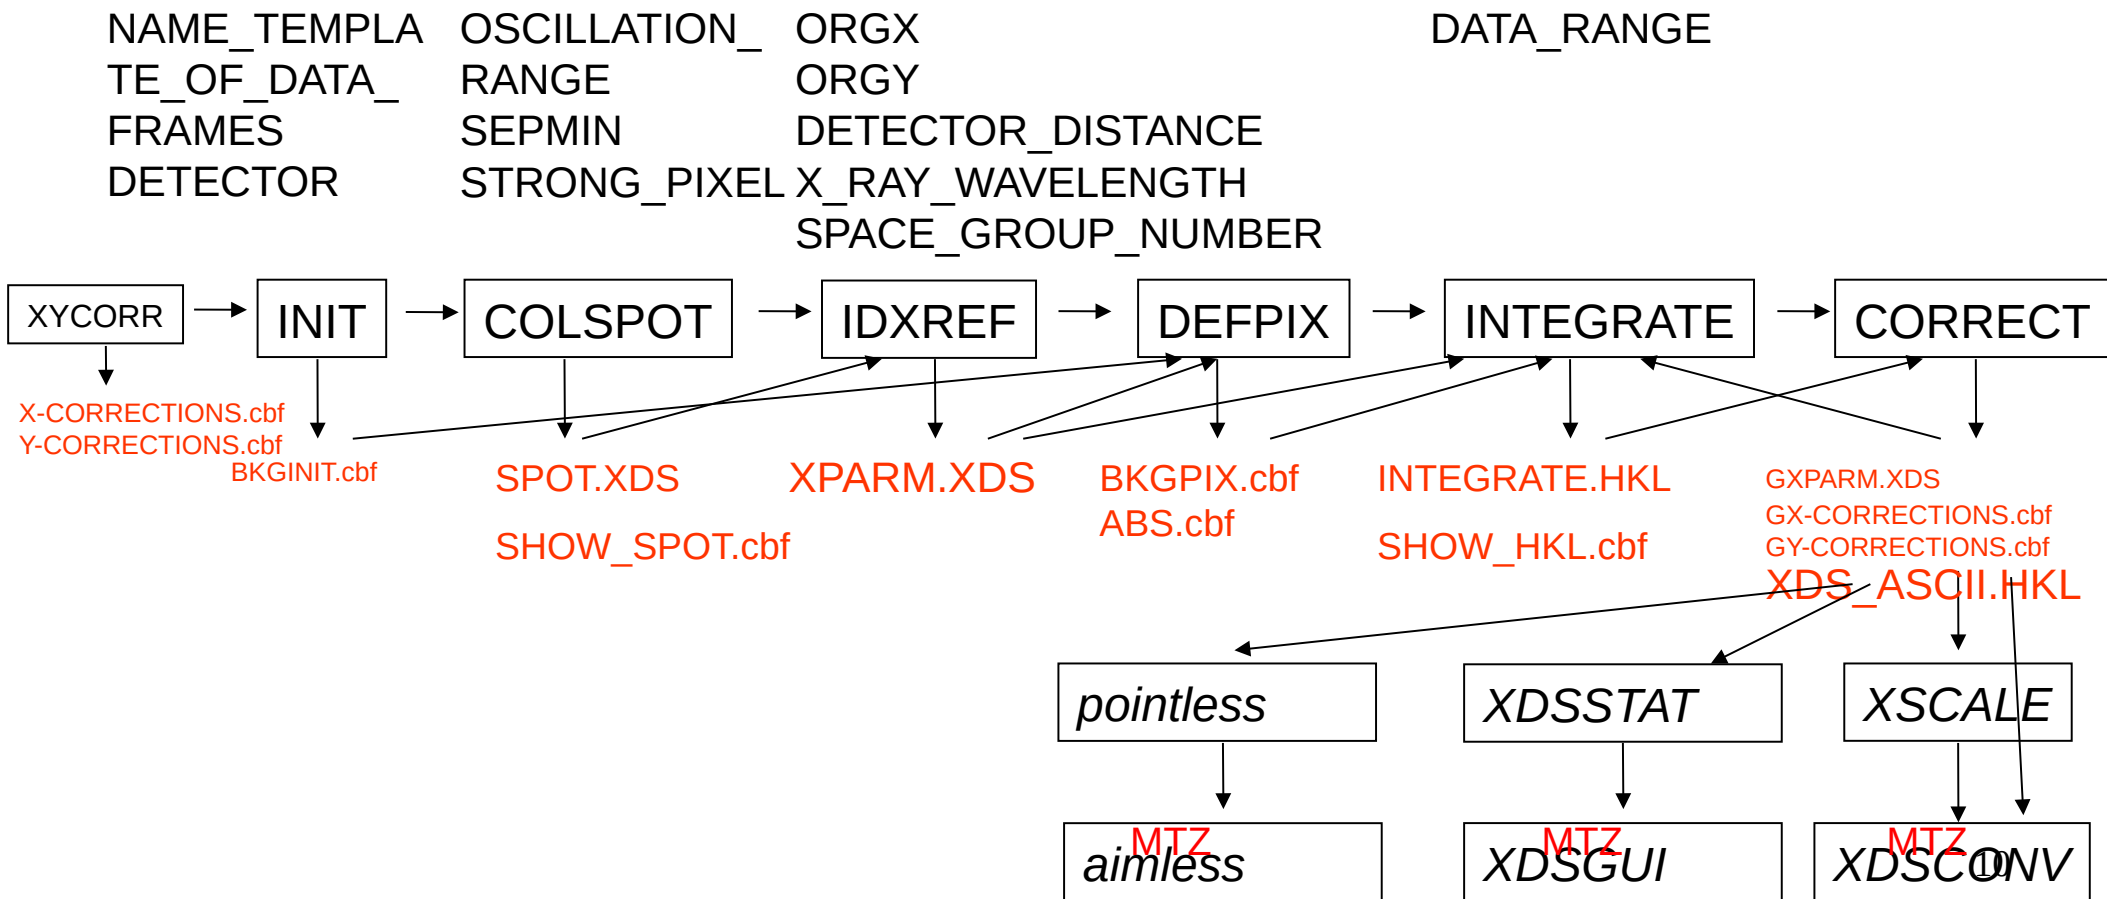 NAME_TEMPLA
TE_OF_DATA_
FRAMES
DETECTOR
OSCILLATION_
RANGE
SEPMIN
STRONG_PIXEL
ORGX
ORGY
DETECTOR_DISTANCE
X_RAY_WAVELENGTH
SPACE_GROUP_NUMBER
DATA_RANGE
XYCORR
INIT
COLSPOT
IDXREF
DEFPIX
INTEGRATE
CORRECT
X-CORRECTIONS.cbf
Y-CORRECTIONS.cbf
BKGINIT.cbf
SPOT.XDS
SHOW_SPOT.cbf
XPARM.XDS
BKGPIX.cbf
ABS.cbf
INTEGRATE.HKL
SHOW_HKL.cbf
GXPARM.XDS
GX-CORRECTIONS.cbf
GY-CORRECTIONS.cbf
XDS_ASCII.HKL
pointless
XDSSTAT
XSCALE
MTZ
aimless
MTZ
XDSGUI
MTZ
XDSCONV
10